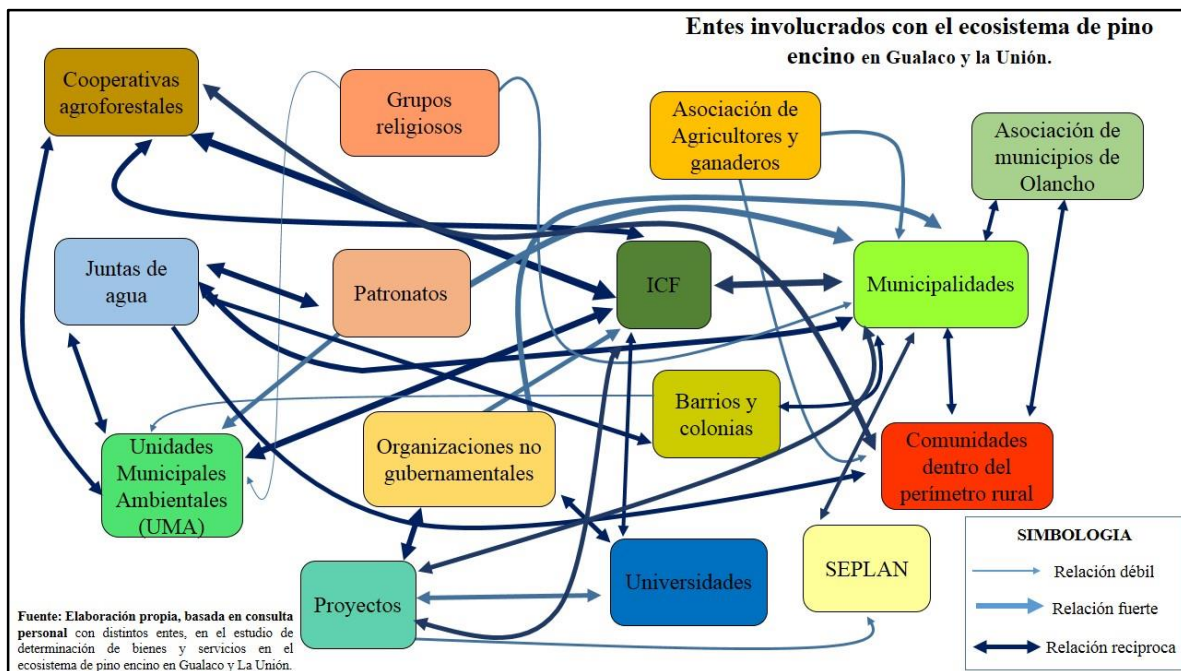 Entes involucrados con el ecosistema de pino
encino en Gualaco y la Unión.
Cooperativas
agroforestales
Grupos
religiosos
Asociación de
Agricultores y
ganaderos
Asociación de
municipios de
Olancho
Juntas de
agua
Patronatos
ICF
Municipalidades
Barrios y
colonias
Unidades
Municipales
Ambientales
(UMA)
Organizaciones no
gubernamentales
Comunidades
dentro del
perímetro rural
Proyectos
Universidades
SEPLAN
SIMBOLOGIA
Relación débil
Relación fuerte
Relación reciproca
Fuente: Elaboración propia, basada en consulta
personal con distintos entes, en el estudio de
determinación de bienes y servicios en el
ecosistema de pino encino en Gualaco y La Unión.